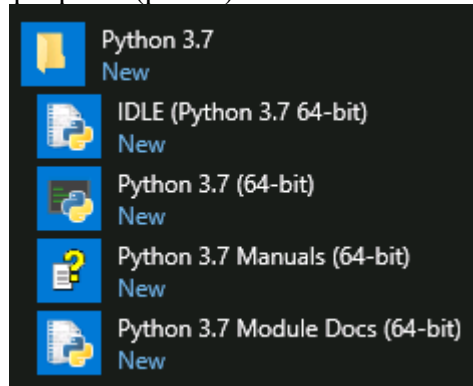 Python 3.7
New
IDLE (Python 3.7 64-bit)
New
Python 3.7 (64-bit)
New
Python 3.7 Manuals (64-bit)
New
Python 3.7 Module Docs (64-bit)
New